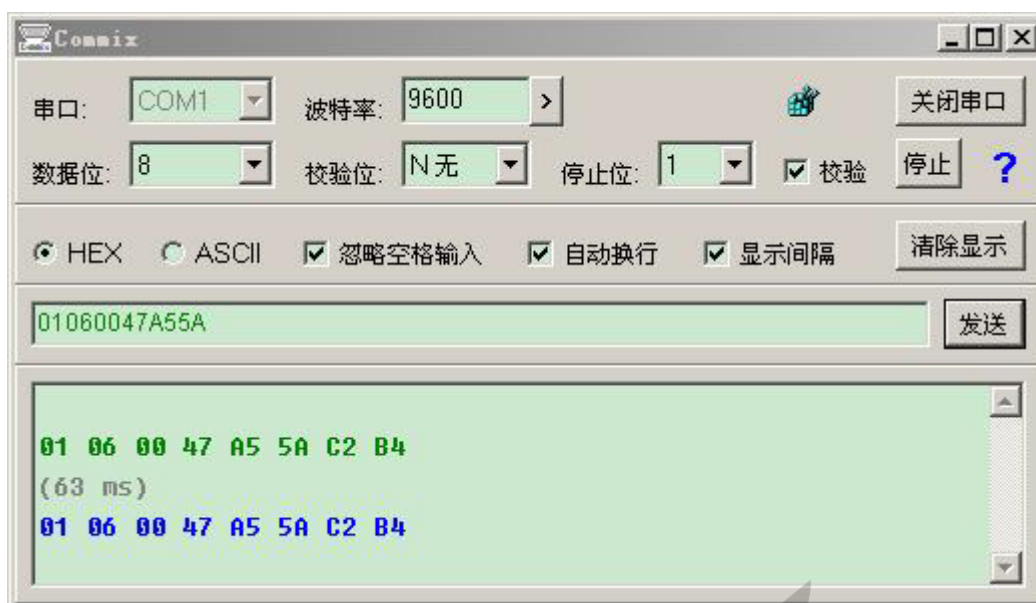 Commix
串口: COM1 波特率: 9600 > 关闭串口
数据位: 8 校验位: N无 停止位: 1 校验 停止 ?
HEX ASCII 忽略空格输入 自动换行 显示间隔 清除显示
01060047A55A 发送
01 06 00 47 A5 5A C2 B4
(63 ms)
01 06 00 47 A5 5A C2 B4